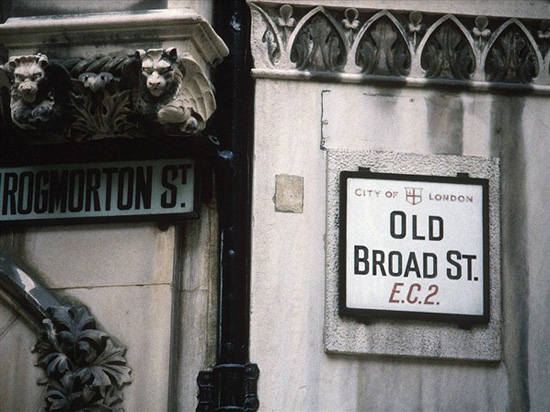 ROGMORTON ST
CITY OF LONDON
OLD
BROAD ST.
E.C.2.